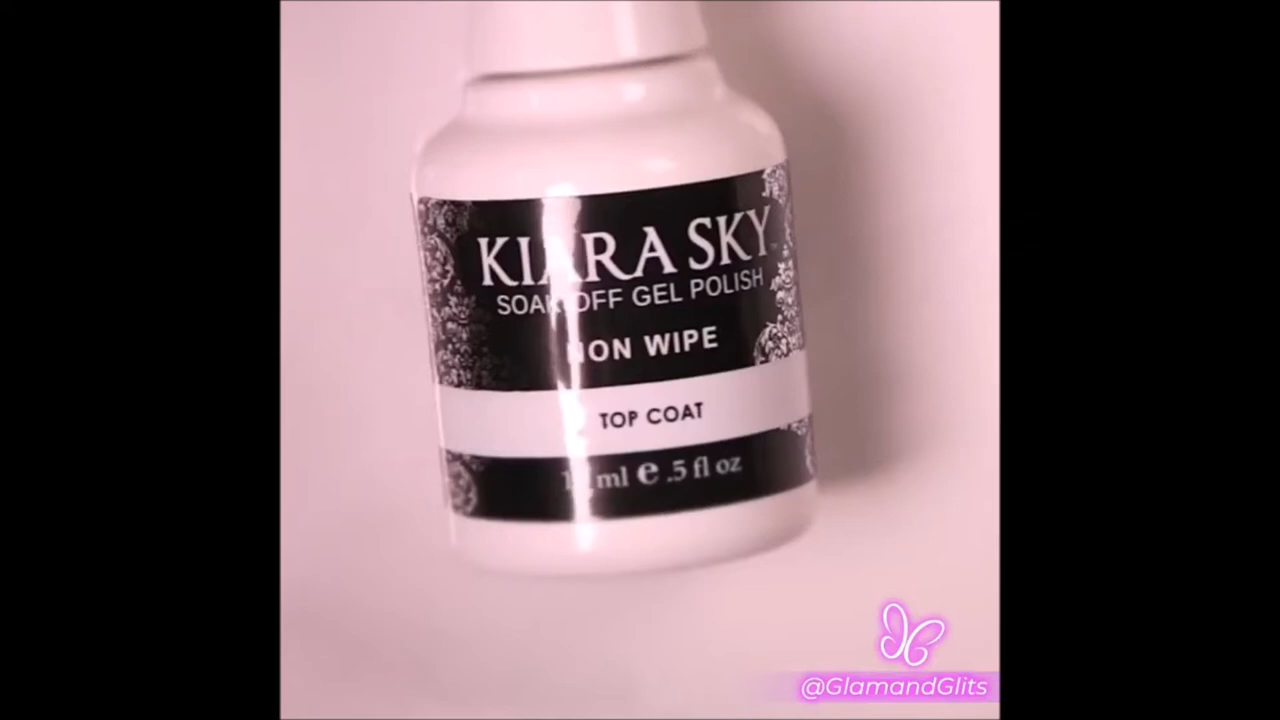 KIARA SKY
SOAK OFF GEL POLISH
NON WIPE
TOP COAT
ml e .5 fl oz
@GlamandGlits